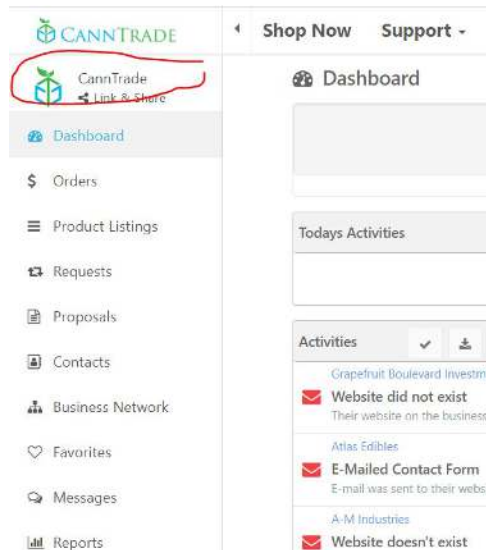 CANNTRADE
Shop Now Support
CannTrade
Link & Share
Dashboard
Dashboard
$ Orders
Product Listings
Todays Activities
Requests
Proposals
Activities
Contacts
Grapefruit Boulevard Investm
Website did not exist
Their website on the business
Business Network
Atlas Edibles
Favorites
E-Mailed Contact Form
E-mail was sent to their webs
Messages
A-M Industries
Reports
Website doesn't exist